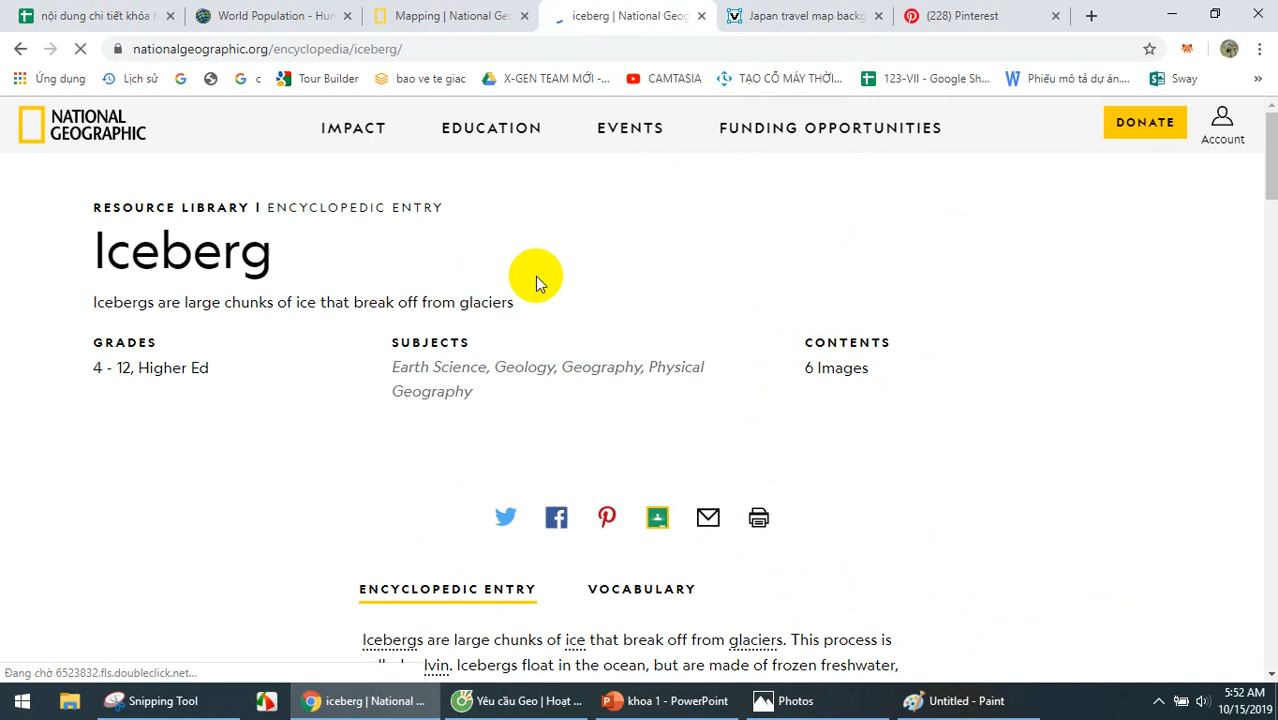 nội dung chi tiết khóa
World Population - Hun
Mapping | National Geo
iceberg | National Geog
Japan travel map backg
(228) Pinterest
nationalgeographic.org/encyclopedia/iceberg/
Ứng dụng
Lịch sử
c
Tour Builder
bao ve te giac
X-GEN TEAM MỚI -...
CAMTASIA
TẠO CỖ MÁY THỜI...
123-VII - Google Sh...
Phiếu mô tả dự án....
Sway
»
NATIONAL
GEOGRAPHIC
IMPACT
EDUCATION
EVENTS
FUNDING OPPORTUNITIES
DONATE
Account
RESOURCE LIBRARY | ENCYCLOPEDIC ENTRY
Iceberg
Icebergs are large chunks of ice that break off from glaciers
GRADES
4 - 12, Higher Ed
SUBJECTS
Earth Science, Geology, Geography, Physical
Geography
CONTENTS
6 Images
ENCYCLOPEDIC ENTRY
VOCABULARY
Icebergs are large chunks of ice that break off from glaciers. This process is
lvin. Icebergs float in the ocean, but are made of frozen freshwater,
Đang chờ 6523832.fls.doubleclick.net...
Snipping Tool
iceberg | National ...
Yêu cầu Geo | Hoạt ...
khoa 1 - PowerPoint
Photos
Untitled - Paint
5:52 AM
10/15/2019